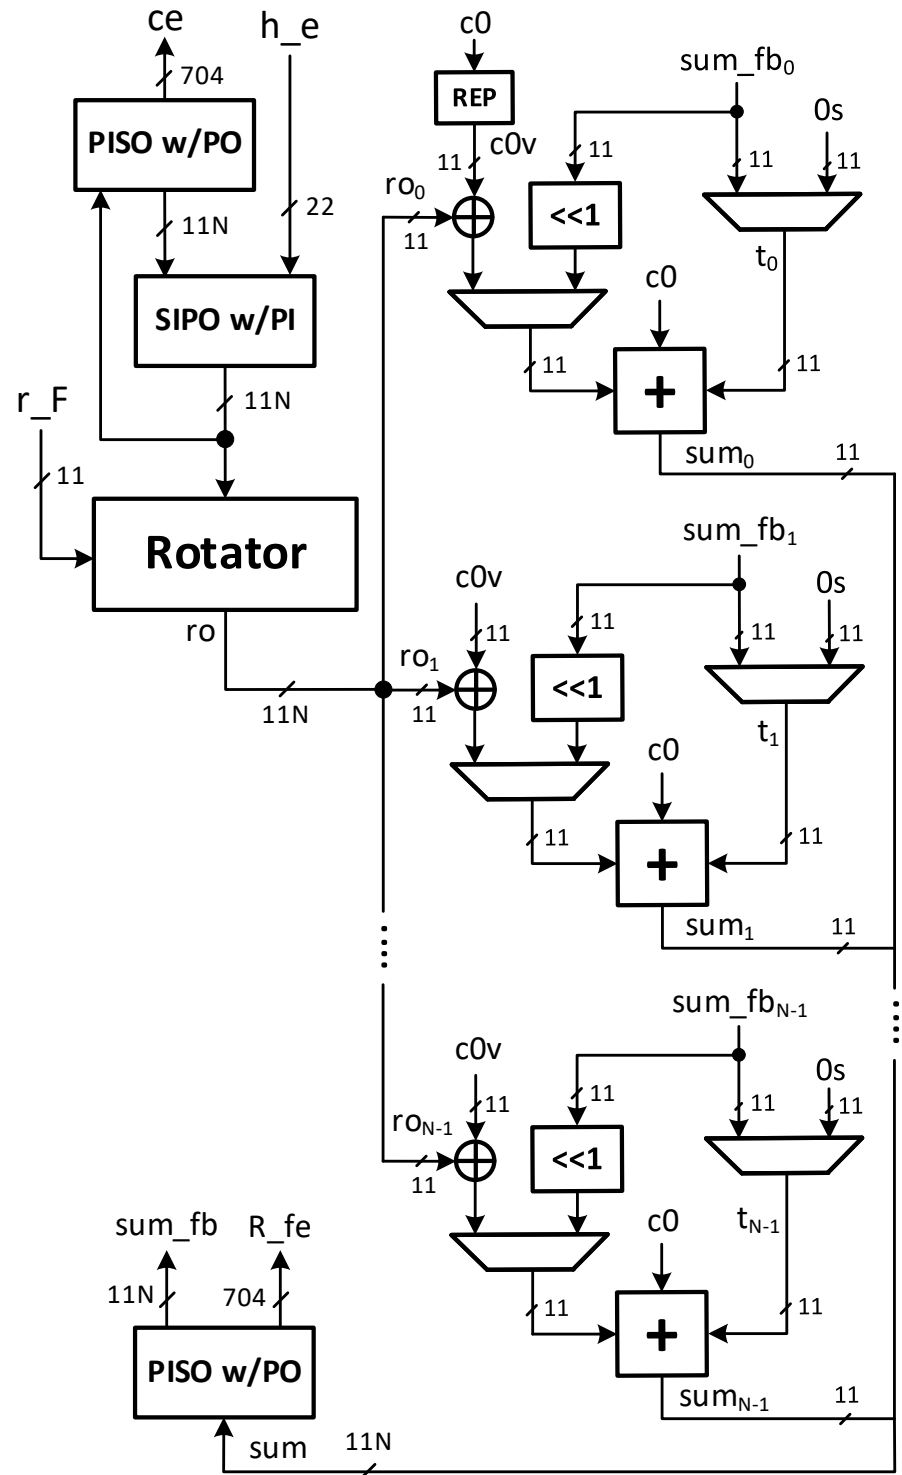 ce
h_e
704
PISO w/PO
11N
22
SIPO w/PI
11N
r_F
11
Rotator
ro
11N
c0
REP
c0v
11
ro0
11
sum_fb0
11
<<1
0s
11
11
t0
c0
11
+
11
sum0
11
c0v
11
ro1
11
sum_fb1
11
<<1
0s
11
11
t1
c0
11
+
11
sum1
11
c0v
11
roN-1
11
sum_fbN-1
11
<<1
0s
11
11
tN-1
c0
11
+
11
sumN-1
11
sum_fb
R_fe
11N
704
PISO w/PO
sum
11N